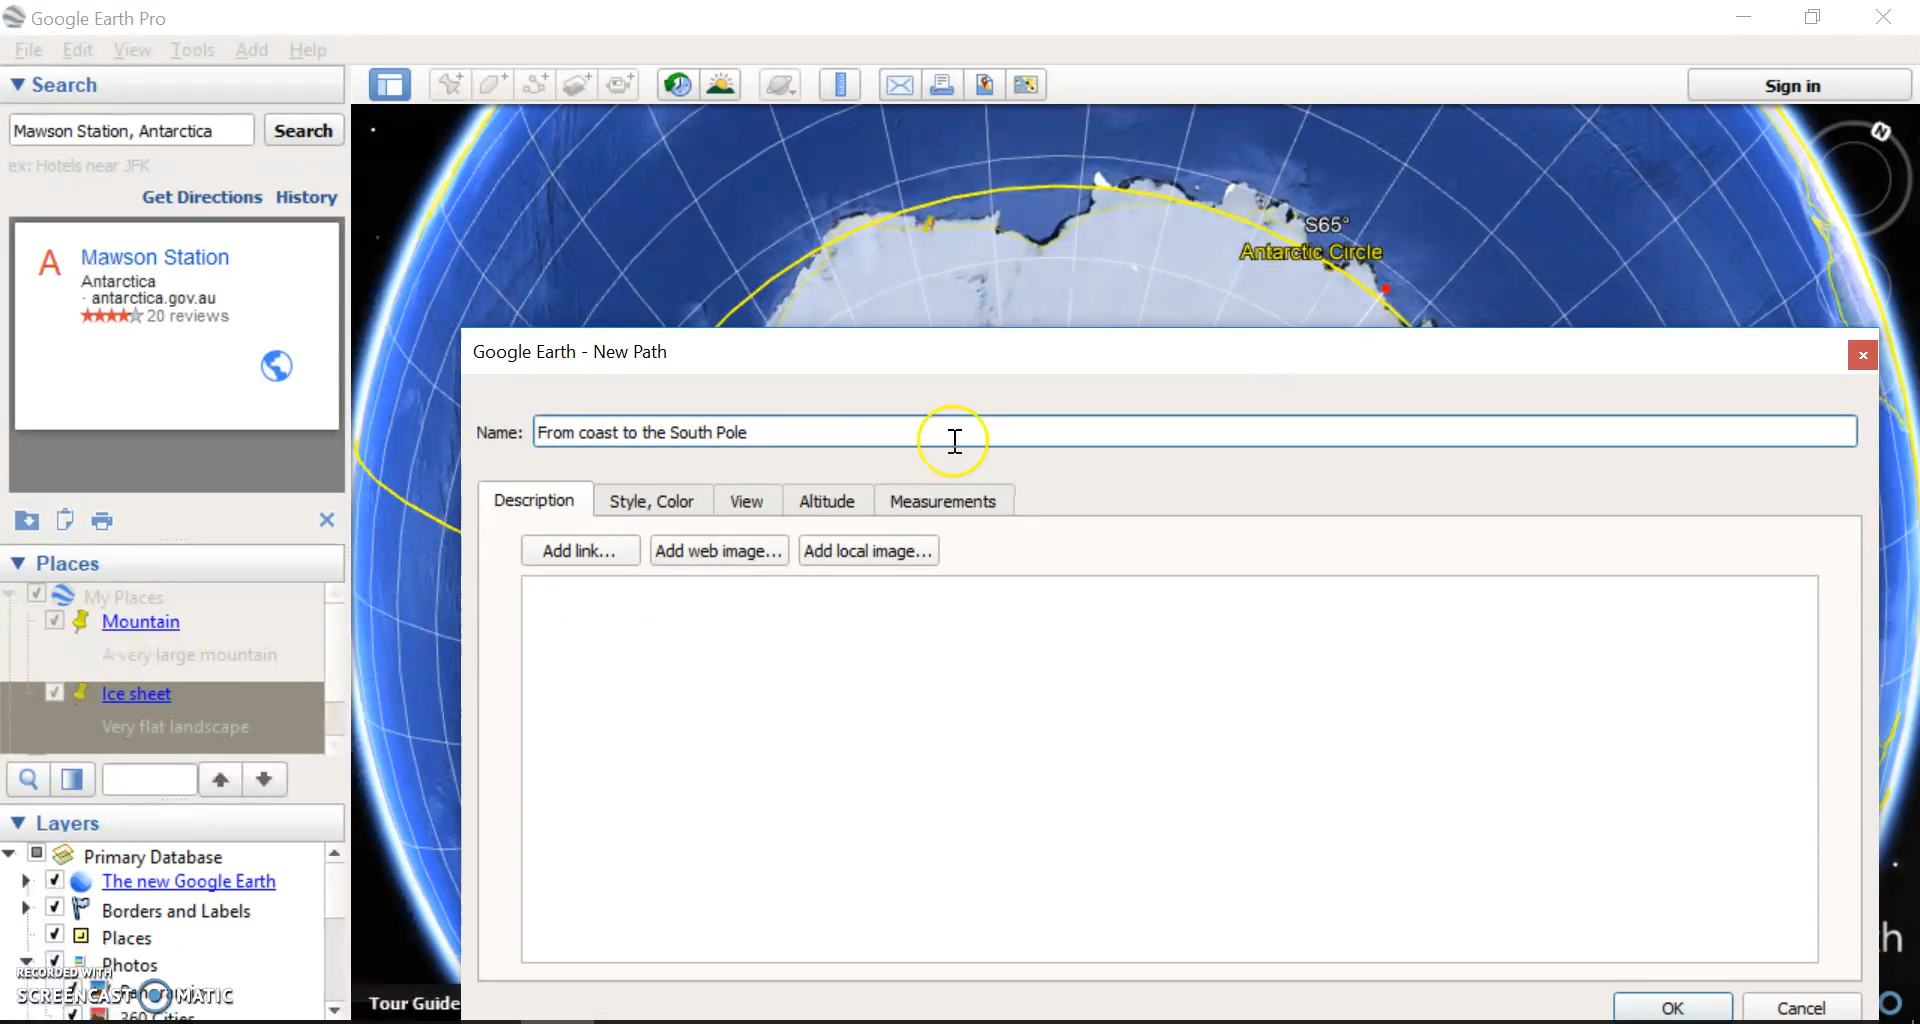 Google Earth Pro
File Edit View Tools Add Help
Search
Sign in
Mawson Station, Antarctica
Search
ex: Hotels near JFK
Get Directions History
A
Mawson Station
Antarctica
· antarctica.gov.au
20 reviews
N
S65°
Antarctic Circle
Google Earth - New Path
x
Name: From coast to the South Pole
Description Style, Color View Altitude Measurements
Add link... Add web image... Add local image...
Places
My Places
Mountain
A very large mountain
Ice sheet
Very flat landscape
Layers
Primary Database
The new Google Earth
Borders and Labels
Places
Photos
360 Cities
RECORDED WITH
SCREENCAST MATIC
Tour Guide
th
OK Cancel